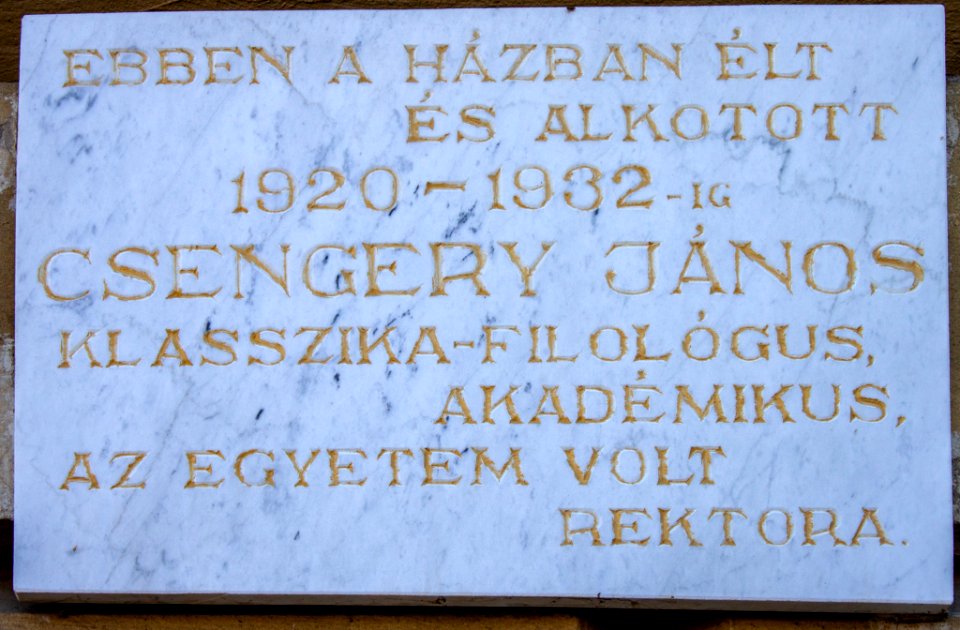 EBBEN A HÁZBAN ÉLT
ÉS ALKOTOTT
1920 – 1932-IG
CSENGERY JÁNOS
KLASSZIKA-FILOLÓGUS,
AKADÉMIKUS,
AZ EGYETEM VOLT
REKTORA.